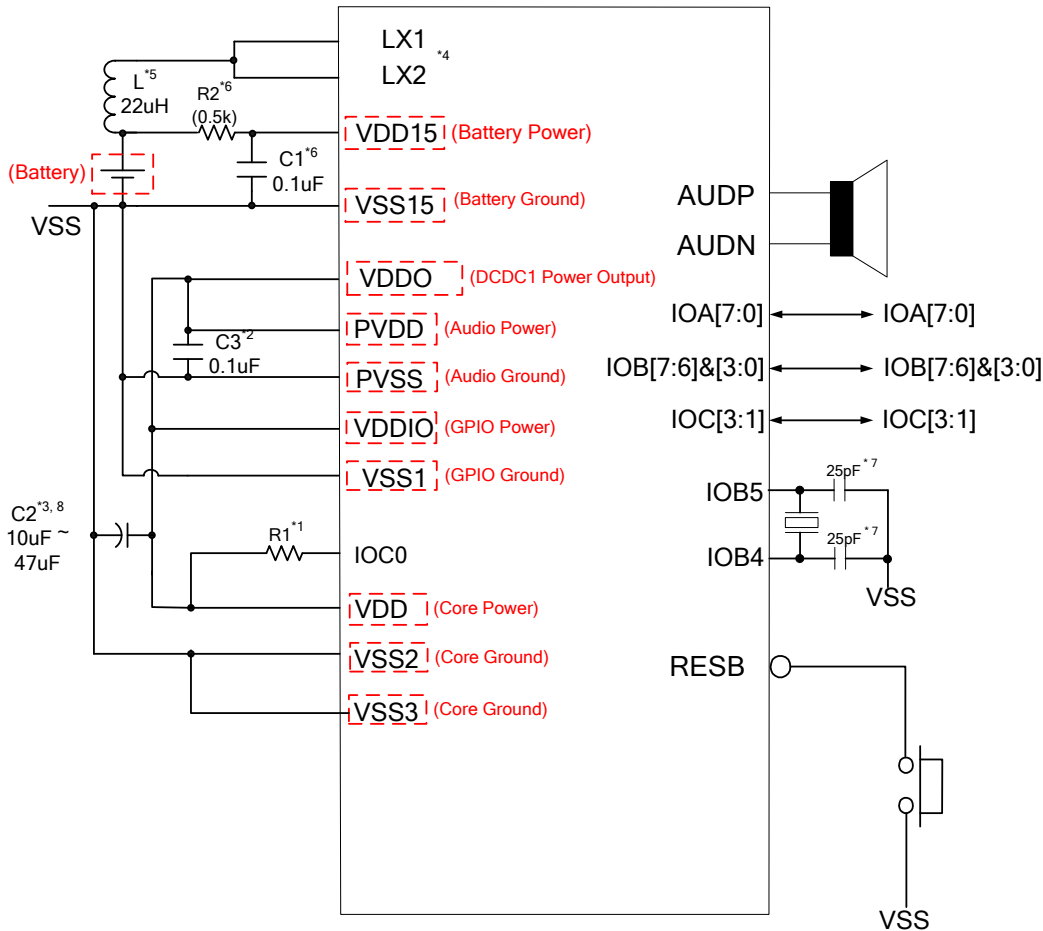 LX1
*4
LX2
L*5
22uH
R2*6
(0.5k)
VDD15 (Battery Power)
(Battery)
C1*6
0.1uF
VSS
VSS15 (Battery Ground)
VDDO (DCDC1 Power Output)
PVDD (Audio Power)
C3*2
0.1uF
PVSS (Audio Ground)
VDDIO (GPIO Power)
VSS1 (GPIO Ground)
C2*3, 8
10uF ~
47uF
R1*1
IOC0
VDD (Core Power)
VSS2 (Core Ground)
VSS3 (Core Ground)
AUDP
AUDN
IOA[7:0] IOA[7:0]
IOB[7:6]&[3:0] IOB[7:6]&[3:0]
IOC[3:1] IOC[3:1]
25pF*7
IOB5
25pF*7
IOB4
VSS
RESB
VSS